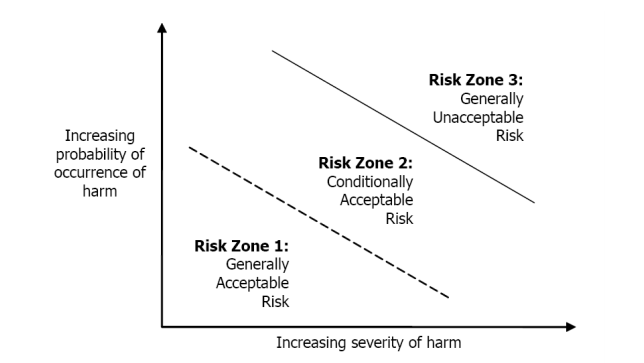 Risk Zone 3:
Generally
Unacceptable
Risk
Increasing
probability of
occurrence of
harm
Risk Zone 2:
Conditionally
Acceptable
Risk
Risk Zone 1:
Generally
Acceptable
Risk
Increasing severity of harm